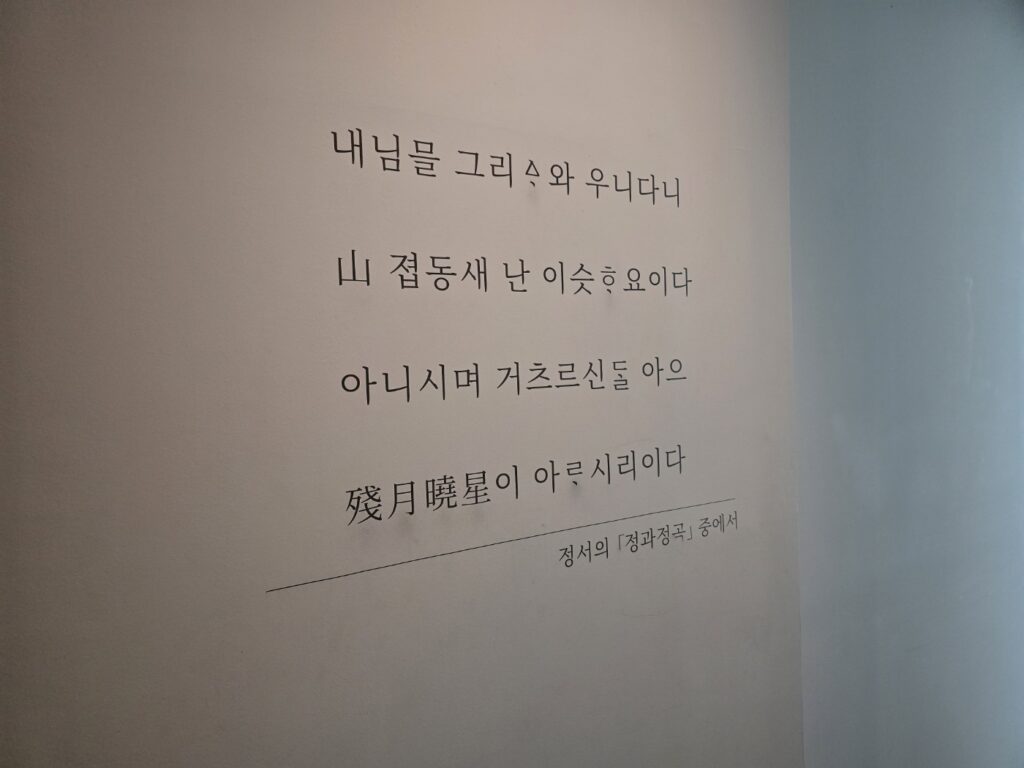 내님믈 그리ᅀᆞ와 우니다니
山 졉동새 난 이슷ᄒᆞ요이다
아니시며 거츠르신ᄃᆞᆯ 아으
殘月曉星이 아ᄅᆞ시리이다
정서의 「정과정곡」 중에서